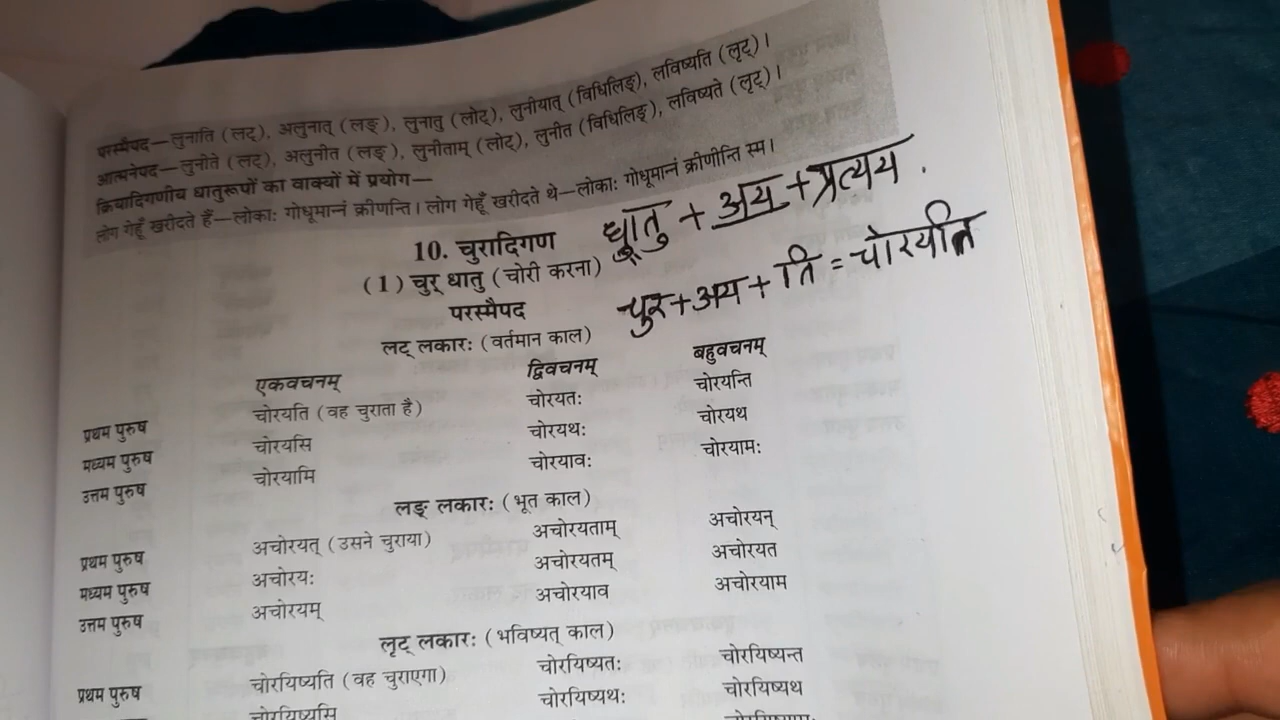 परस्मैपद—लुनाति (लट्), अलुनात् (लङ्), लुनातु (लोट्), लुनीयात् (विधिलिङ्), लविष्यति (लृट्)।
आत्मनेपद—लुनीते (लट्), अलुनीत (लङ्), लुनीताम् (लोट्), लुनीत (विधिलिङ्), लविष्यते (लृट्)।
क्रियादिगणीय धातुरूपों का वाक्यों में प्रयोग—
लोग गेहूँ खरीदते हैं—लोकाः गोधूमान्नं क्रीणन्ति। लोग गेहूँ खरीदते थे—लोकाः गोधूमान्नं क्रीणीन्ति स्म।
धातु + अय + प्रत्यय .
10. चुरादिगण
(1) चुर् धातु (चोरी करना)
चुर + अय + ति = चोरयति
परस्मैपद
लट् लकारः (वर्तमान काल)
एकवचनम् द्विवचनम् बहुवचनम्
प्रथम पुरुष चोरयति (वह चुराता है) चोरयतः चोरयन्ति
मध्यम पुरुष चोरयसि चोरयथः चोरयथ
उत्तम पुरुष चोरयामि चोरयावः चोरयामः
लङ् लकारः (भूत काल)
प्रथम पुरुष अचोरयत् (उसने चुराया) अचोरयताम् अचोरयन्
मध्यम पुरुष अचोरयः अचोरयतम् अचोरयत
उत्तम पुरुष अचोरयम् अचोरयाव अचोरयाम
लृट् लकारः (भविष्यत् काल)
प्रथम पुरुष चोरयिष्यति (वह चुराएगा) चोरयिष्यतः चोरयिष्यन्त
चोरयिष्यसि चोरयिष्यथः चोरयिष्यथ